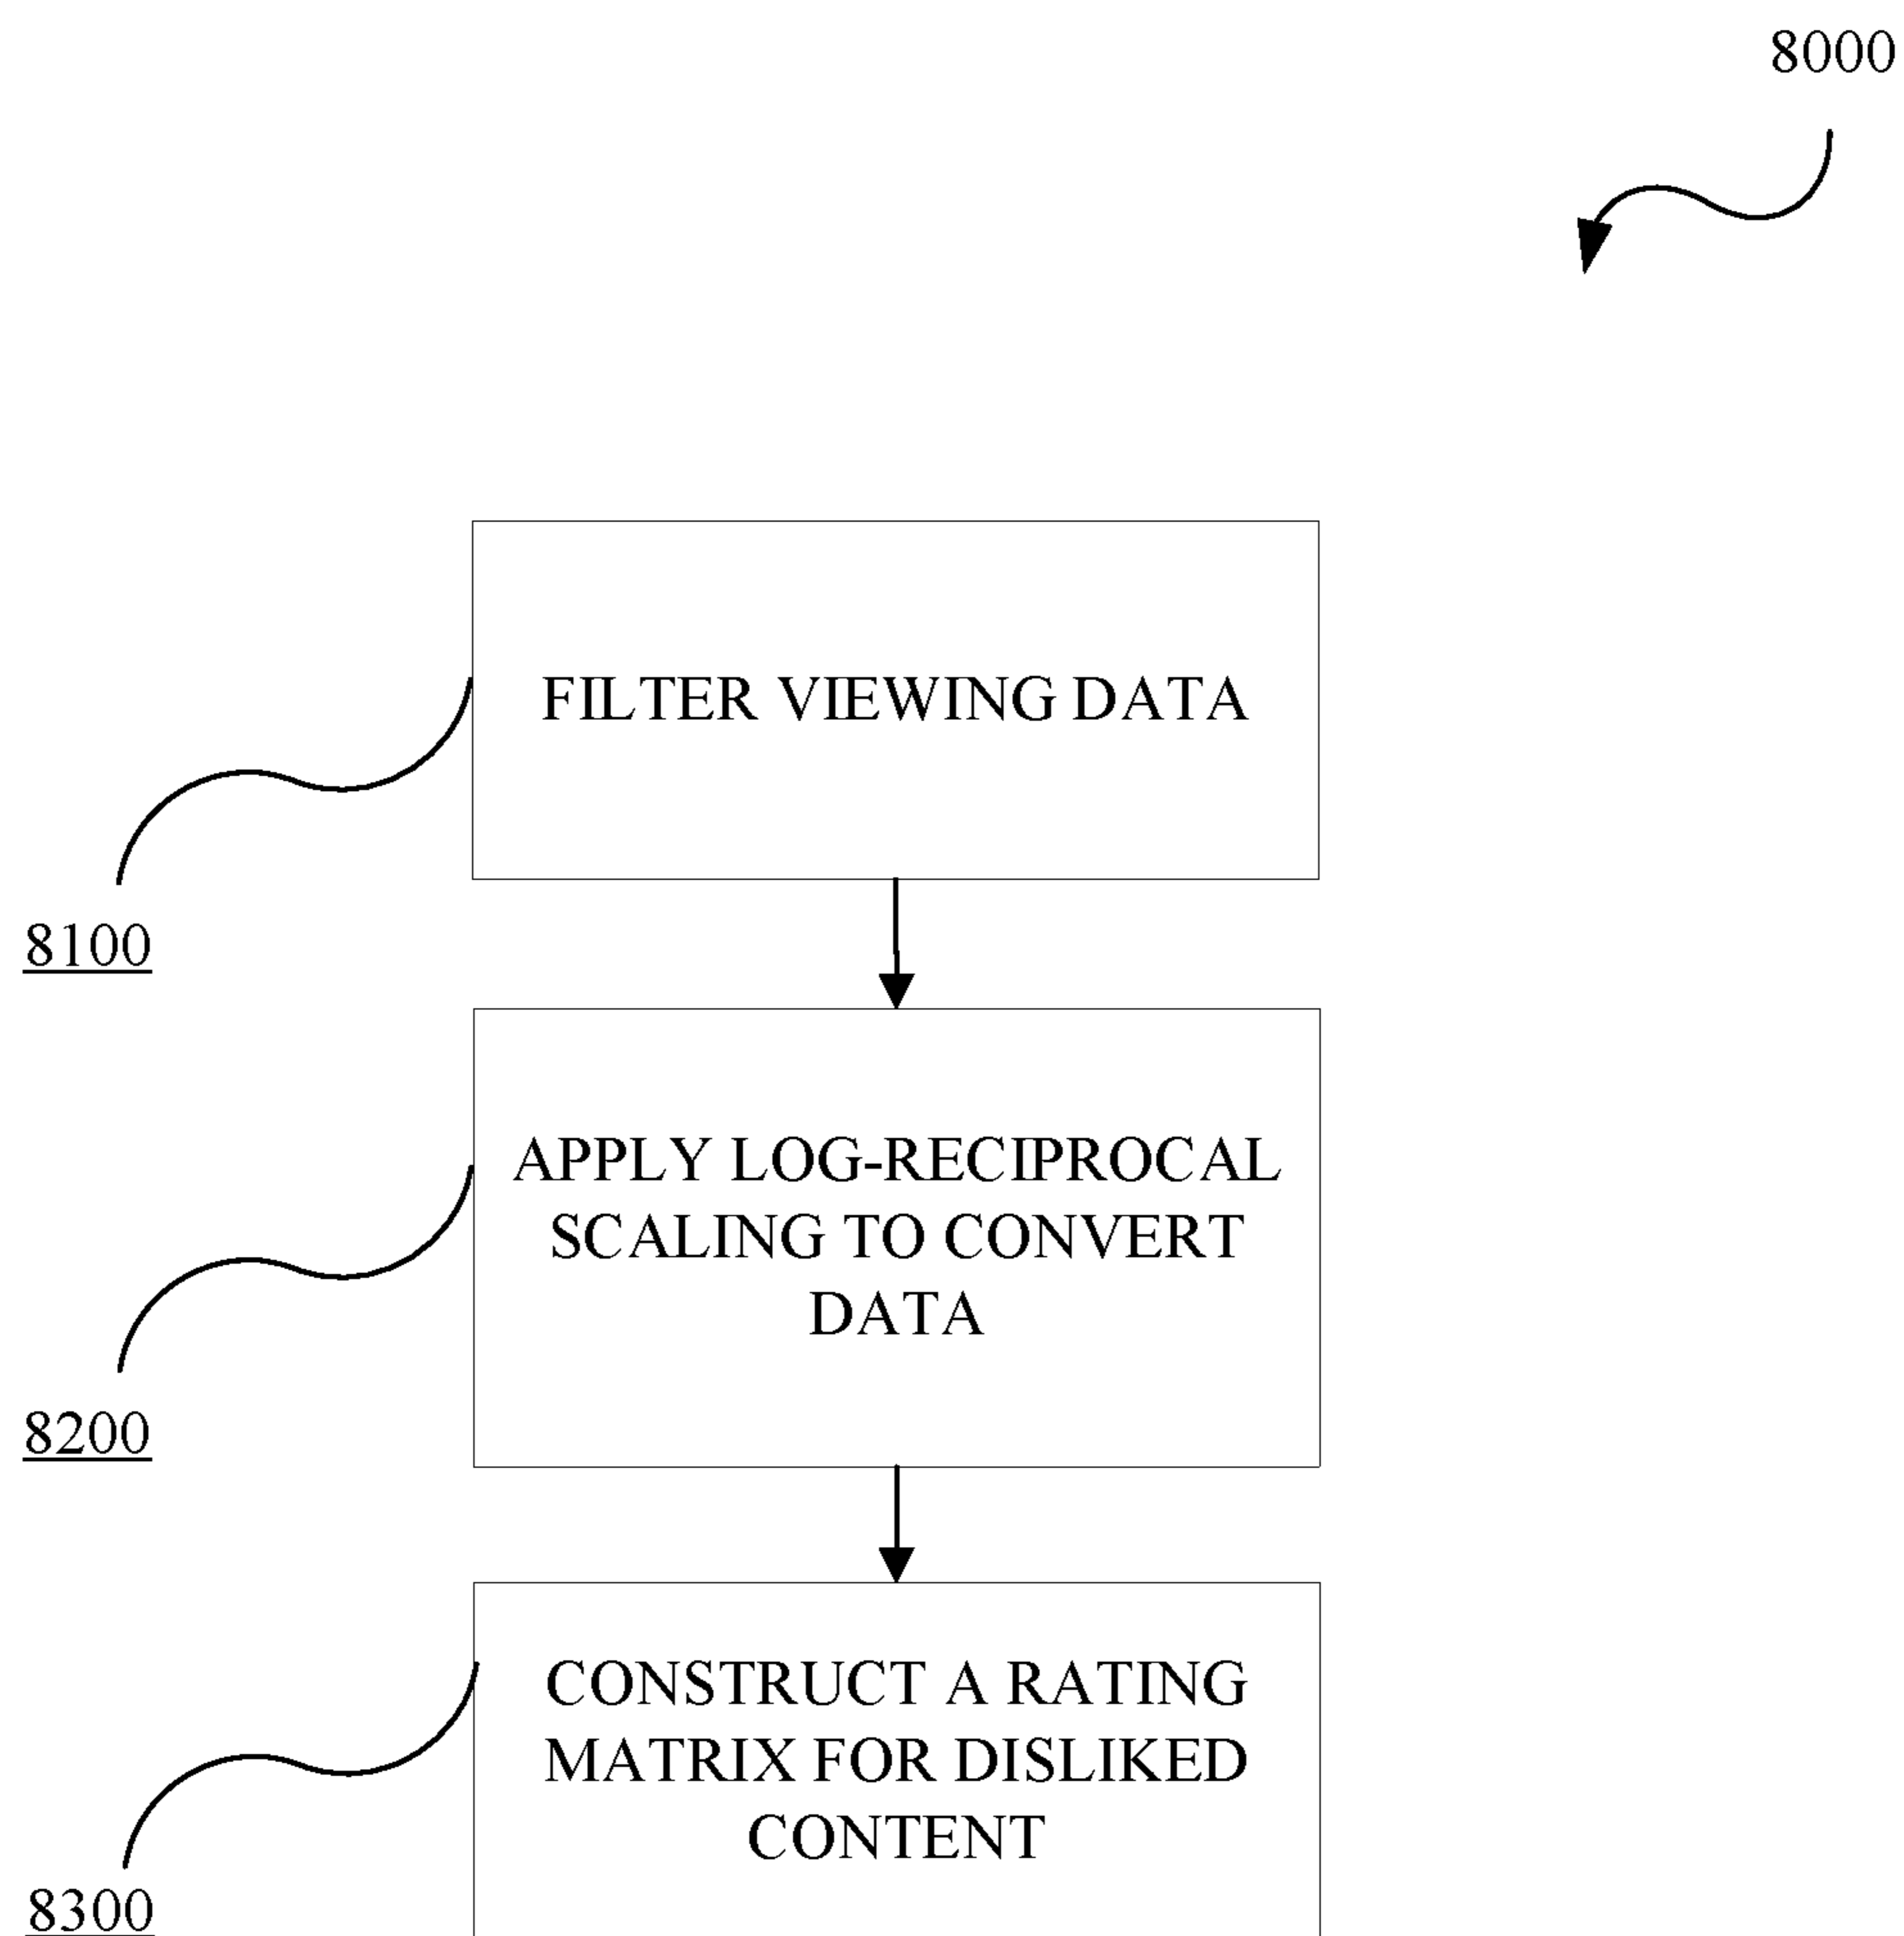 8000
FILTER VIEWING DATA
8100
APPLY LOG-RECIPROCAL
SCALING TO CONVERT
DATA
8200
CONSTRUCT A RATING
MATRIX FOR DISLIKED
CONTENT
8300